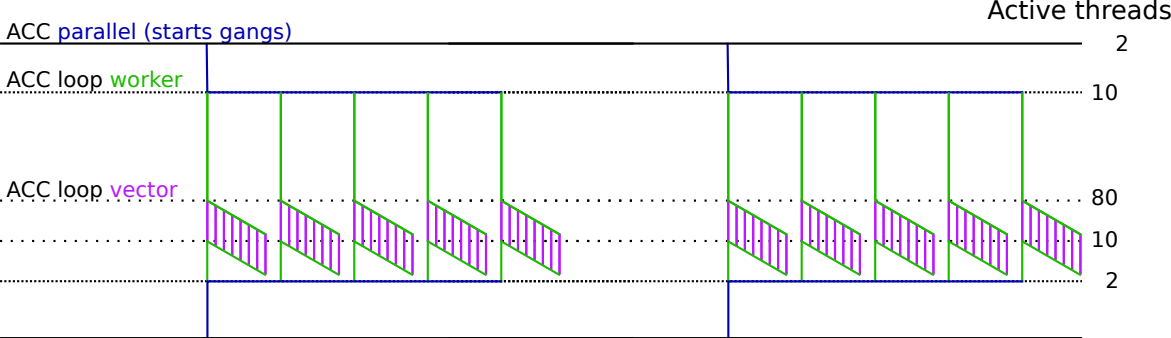 Active threads
ACC parallel (starts gangs)
2
ACC loop worker
10
ACC loop vector
80
10
2